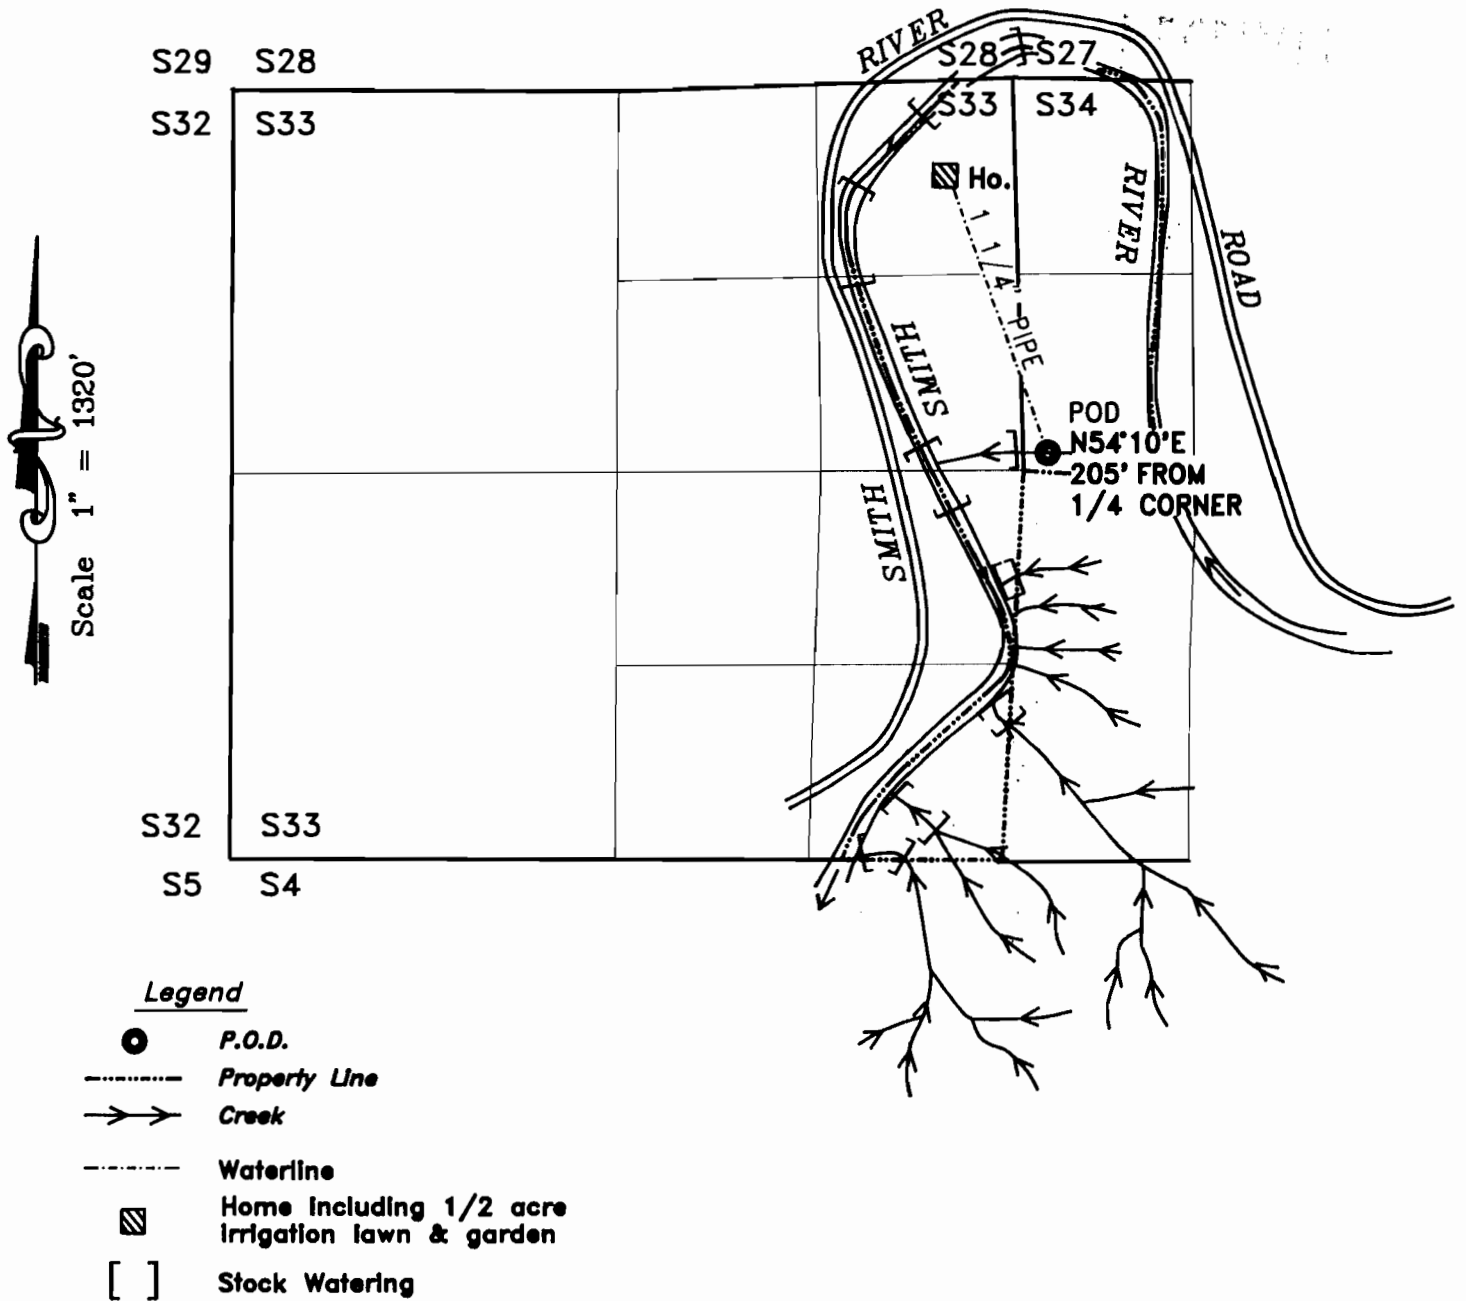 RIVER
S29 S28
S28 S27
S32 S33
S33 S34
Ho.
RIVER
ROAD
1 1/4" PIPE
SMITH
Scale 1" = 1320'
POD
N54°10'E
205' FROM
1/4 CORNER
SMITH
S32 S33
S5 S4
Legend
P.O.D.
Property Line
Creek
Waterline
Home including 1/2 acre
irrigation lawn & garden
[ ] Stock Watering